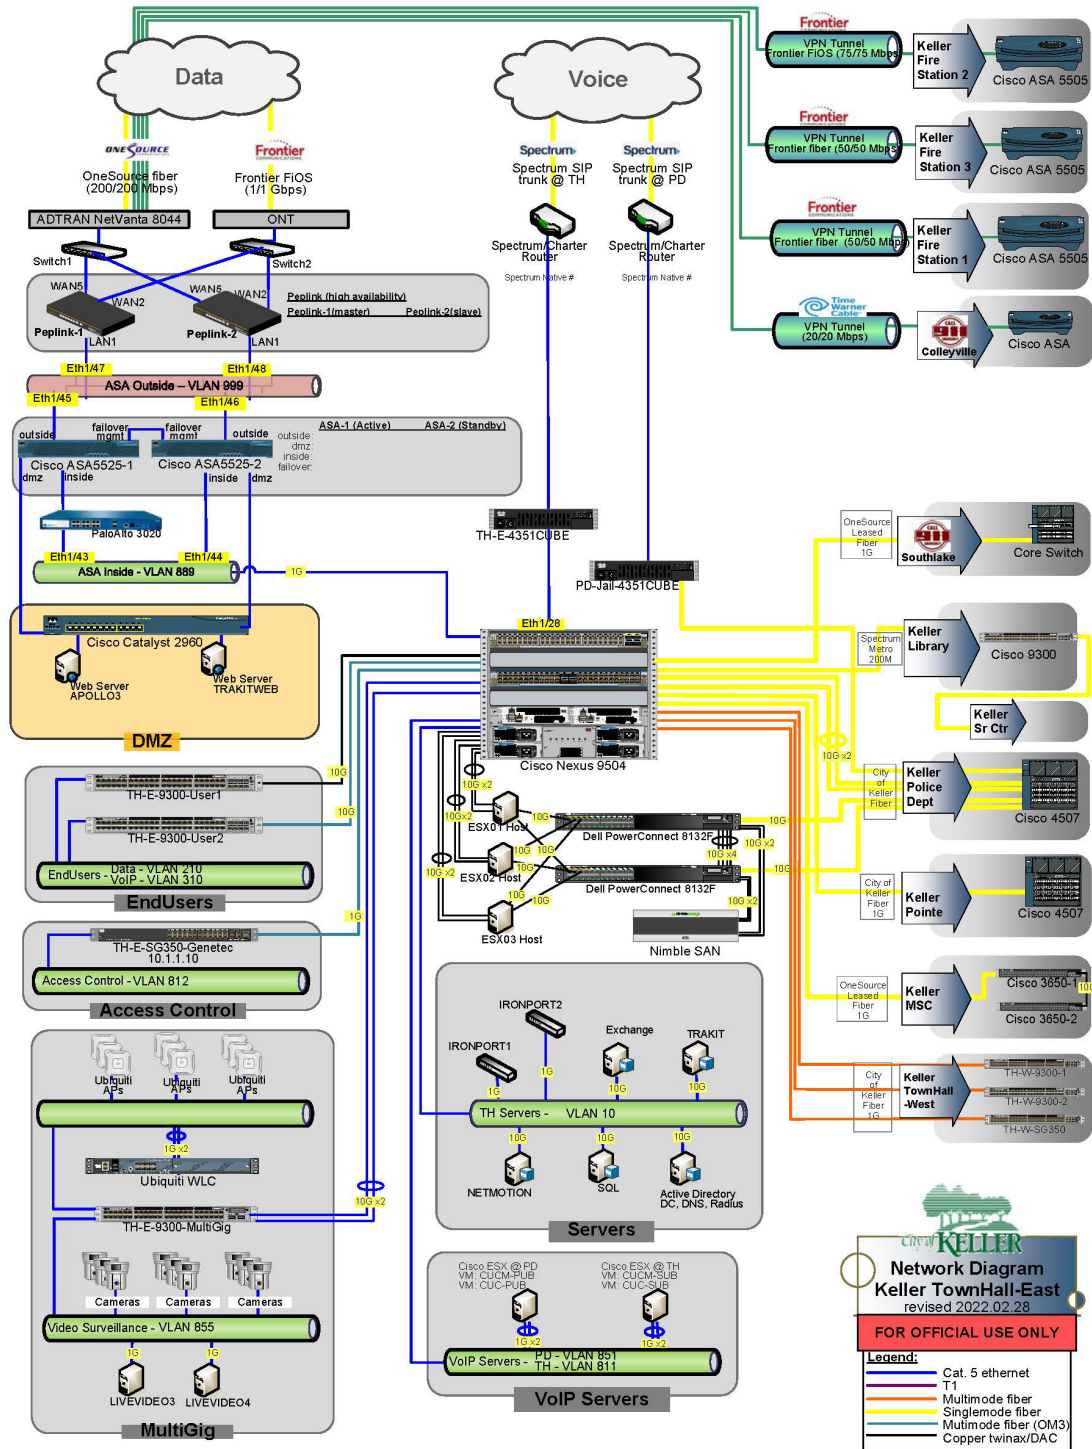 Data
Voice
ONE SOURCE
COMMUNICATIONS
OneSource fiber
(200/200 Mbps)
Frontier
COMMUNICATIONS
Frontier FiOS
(1/1 Gbps)
ADTRAN NetVanta 8044
ONT
Switch1
Switch2
WAN5
WAN2
WAN5
WAN2
Peplink-1
Peplink-2
LAN1
LAN1
Peplink (high availability)
Peplink-1(master)
Peplink-2(slave)
Eth1/47
Eth1/48
ASA Outside – VLAN 999
Eth1/45
Eth1/46
outside
failover
mgmt
failover
mgmt
outside
ASA-1 (Active)
ASA-2 (Standby)
outside:
dmz:
inside:
failover:
Cisco ASA5525-1
Cisco ASA5525-2
dmz
inside
inside
dmz
PaloAlto 3020
Eth1/43
Eth1/44
ASA Inside - VLAN 889
1G
Cisco Catalyst 2960
Web Server
APOLLO3
Web Server
TRAKITWEB
DMZ
Spectrum
Spectrum SIP
trunk @ TH
Spectrum
Spectrum SIP
trunk @ PD
Spectrum/Charter
Router
Spectrum Native #
Spectrum/Charter
Router
Spectrum Native #
TH-E-4351CUBE
PD-Jail-4351CUBE
Eth1/28
Cisco Nexus 9504
Frontier
COMMUNICATIONS
VPN Tunnel
Frontier FiOS (75/75 Mbps)
Keller
Fire
Station 2
Cisco ASA 5505
Frontier
COMMUNICATIONS
VPN Tunnel
Frontier fiber (50/50 Mbps)
Keller
Fire
Station 3
Cisco ASA 5505
Frontier
COMMUNICATIONS
VPN Tunnel
Frontier fiber (50/50 Mbps)
Keller
Fire
Station 1
Cisco ASA 5505
Time
Warner
Cable
VPN Tunnel
(20/20 Mbps)
CALL
911
Colleyville
Cisco ASA
OneSource
Leased
Fiber
1G
CALL
911
Southlake
Core Switch
Spectrum
Metro
200M
Keller
Library
Cisco 9300
Keller
Sr Ctr
10G x2
City
of
Keller
Fiber
Keller
Police
Dept
Cisco 4507
City of
Keller
Fiber
1G
Keller
Pointe
Cisco 4507
OneSource
Leased
Fiber
1G
Keller
MSC
Cisco 3650-1
10G
Cisco 3650-2
City
of
Keller
Fiber
1G
Keller
TownHall
-West
TH-W-9300-1
TH-W-9300-2
TH-W-SG350
10G
TH-E-9300-User1
10G
TH-E-9300-User2
EndUsers - Data - VLAN 210
VoIP - VLAN 310
EndUsers
1G
TH-E-SG350-Genetec
10.1.1.10
Access Control - VLAN 812
Access Control
10G x2
10G x2
10G x2
ESX01 Host
ESX02 Host
ESX03 Host
10G
10G
10G
10G
10G
10G
Dell PowerConnect 8132F
10G x4
10G x2
Dell PowerConnect 8132F
10G
10G
10G x2
Nimble SAN
Ubiquiti
APs
Ubiquiti
APs
Ubiquiti
APs
1G x2
Ubiquiti WLC
TH-E-9300-MultiGig
10G x2
Cameras
Cameras
Cameras
Video Surveillance - VLAN 855
1G
1G
LIVEVIDEO3
LIVEVIDEO4
MultiGig
IRONPORT2
IRONPORT1
Exchange
TRAKIT
1G
1G
10G
10G
TH Servers - VLAN 10
10G
10G
10G
NETMOTION
SQL
Active Directory
DC, DNS, Radius
Servers
Cisco ESX @ PD
VM: CUCM-PUB
VM: CUC-PUB
Cisco ESX @ TH
VM: CUCM-SUB
VM: CUC-SUB
1G x2
1G x2
VoIP Servers - PD - VLAN 851
TH - VLAN 811
VoIP Servers
City of KELLER
Network Diagram
Keller TownHall-East
revised 2022.02.28
FOR OFFICIAL USE ONLY
Legend:
Cat. 5 ethernet
T1
Multimode fiber
Singlemode fiber
Mutimode fiber (OM3)
Copper twinax/DAC